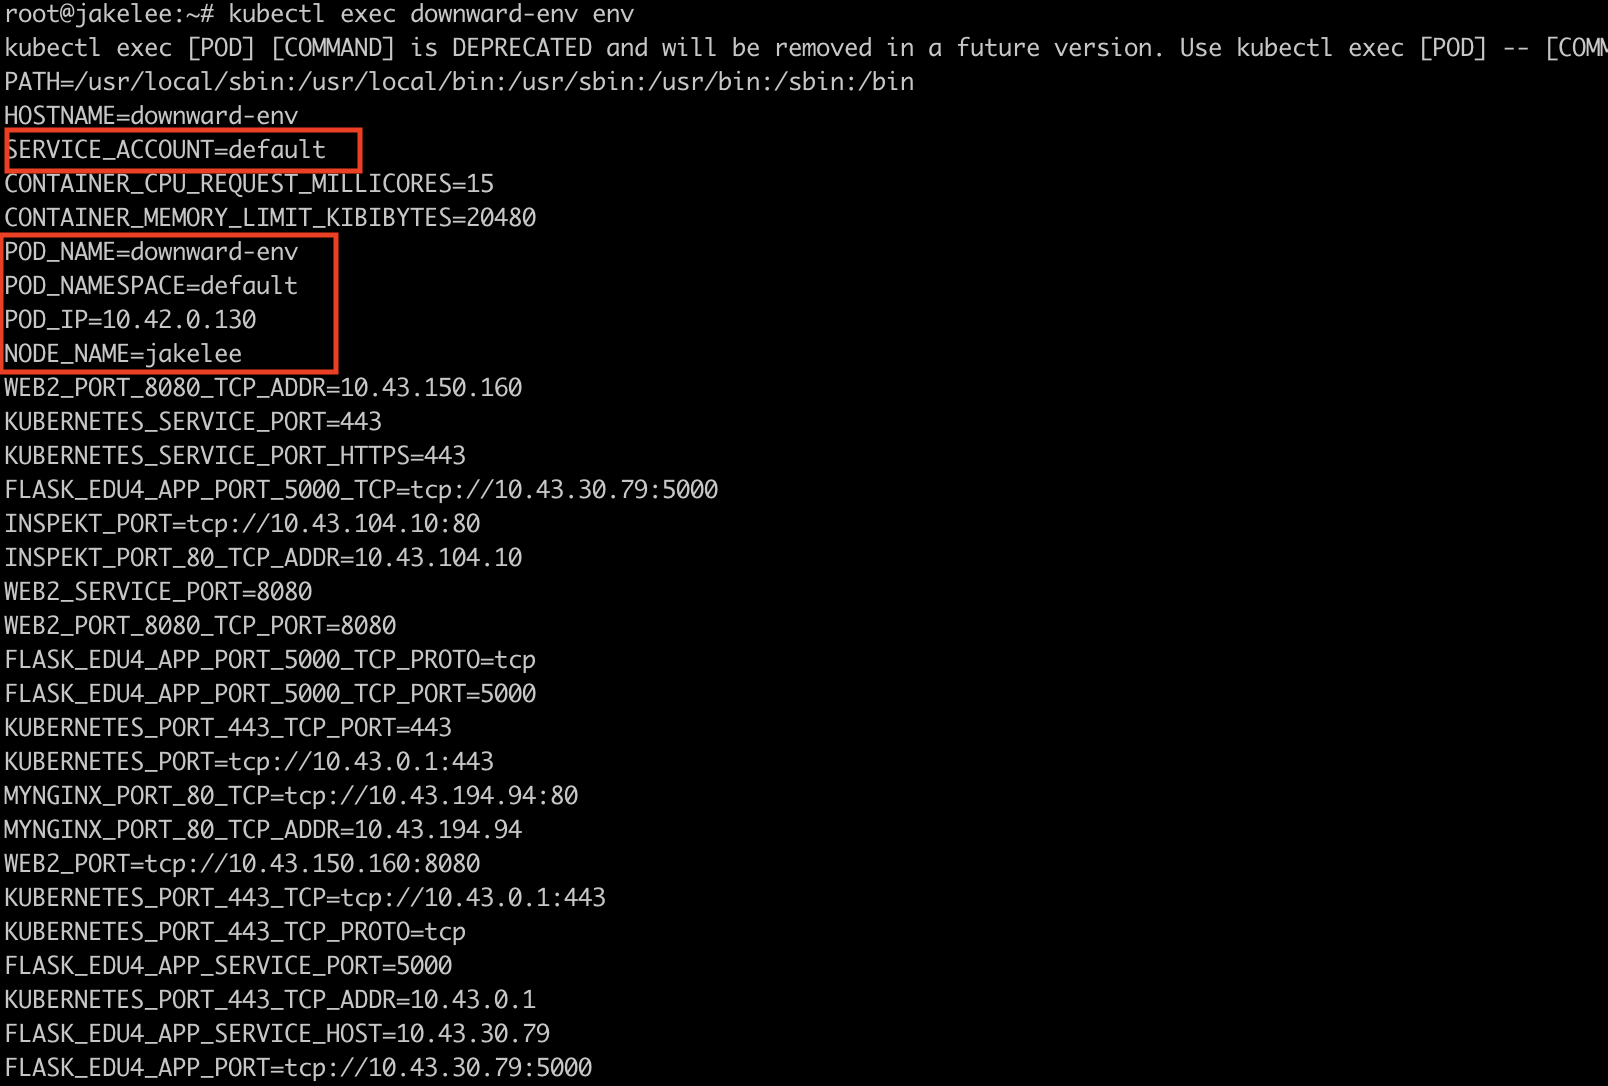 root@jakelee:~# kubectl exec downward-env env
kubectl exec [POD] [COMMAND] is DEPRECATED and will be removed in a future version. Use kubectl exec [POD] -- [COMM
PATH=/usr/local/sbin:/usr/local/bin:/usr/sbin:/usr/bin:/sbin:/bin
HOSTNAME=downward-env
SERVICE_ACCOUNT=default
CONTAINER_CPU_REQUEST_MILLICORES=15
CONTAINER_MEMORY_LIMIT_KIBIBYTES=20480
POD_NAME=downward-env
POD_NAMESPACE=default
POD_IP=10.42.0.130
NODE_NAME=jakelee
WEB2_PORT_8080_TCP_ADDR=10.43.150.160
KUBERNETES_SERVICE_PORT=443
KUBERNETES_SERVICE_PORT_HTTPS=443
FLASK_EDU4_APP_PORT_5000_TCP=tcp://10.43.30.79:5000
INSPEKT_PORT=tcp://10.43.104.10:80
INSPEKT_PORT_80_TCP_ADDR=10.43.104.10
WEB2_SERVICE_PORT=8080
WEB2_PORT_8080_TCP_PORT=8080
FLASK_EDU4_APP_PORT_5000_TCP_PROTO=tcp
FLASK_EDU4_APP_PORT_5000_TCP_PORT=5000
KUBERNETES_PORT_443_TCP_PORT=443
KUBERNETES_PORT=tcp://10.43.0.1:443
MYNGINX_PORT_80_TCP=tcp://10.43.194.94:80
MYNGINX_PORT_80_TCP_ADDR=10.43.194.94
WEB2_PORT=tcp://10.43.150.160:8080
KUBERNETES_PORT_443_TCP=tcp://10.43.0.1:443
KUBERNETES_PORT_443_TCP_PROTO=tcp
FLASK_EDU4_APP_SERVICE_PORT=5000
KUBERNETES_PORT_443_TCP_ADDR=10.43.0.1
FLASK_EDU4_APP_SERVICE_HOST=10.43.30.79
FLASK_EDU4_APP_PORT=tcp://10.43.30.79:5000